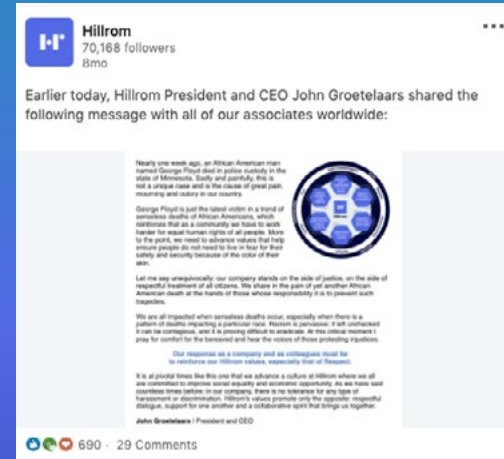 Hillrom
70,168 followers
8mo
Earlier today, Hillrom President and CEO John Groetelaars shared the
following message with all of our associates worldwide:
Nearly one week ago, an African American man
named George Floyd died in police custody in the
state of Minnesota. Sadly and painfully, this is
not a unique case and is the cause of great pain,
mourning and outcry in our country.
George Floyd is just the latest victim in a trend of
senseless deaths of African Americans, which
reinforces that as a community we have to work
harder for equal human rights of all people. More
to the point, we need to advance values that help
ensure people do not need to live in fear for their
safety and security because of the color of their
skin.
Let me say unequivocally: our company stands on the side of justice, on the side of
respectful treatment of all citizens. We share in the pain of yet another African
American death at the hands of those whose responsibility it is to prevent such
tragedies.
We are all impacted when senseless deaths occur, especially when there is a
pattern of deaths impacting a particular race. Racism is pervasive; if left unchecked
it can be contagious, and it is proving difficult to eradicate. At this critical moment I
pray for comfort for the bereaved and hear the voices of those protesting injustices.
Our response as a company and as colleagues must be
to reinforce our Hillrom values, especially that of Respect.
It is at pivotal times like this one that we advance a culture at Hillrom where we all
are committed to improve social equality and economic opportunity. As we have said
countless times before: in our company, there is no tolerance for any type of
harassment or discrimination. Hillrom's values promote only the opposite: respectful
dialogue, support for one another and a collaborative spirit that brings us together.
John Groetelaars | President and CEO
Hillrom
690 · 29 Comments